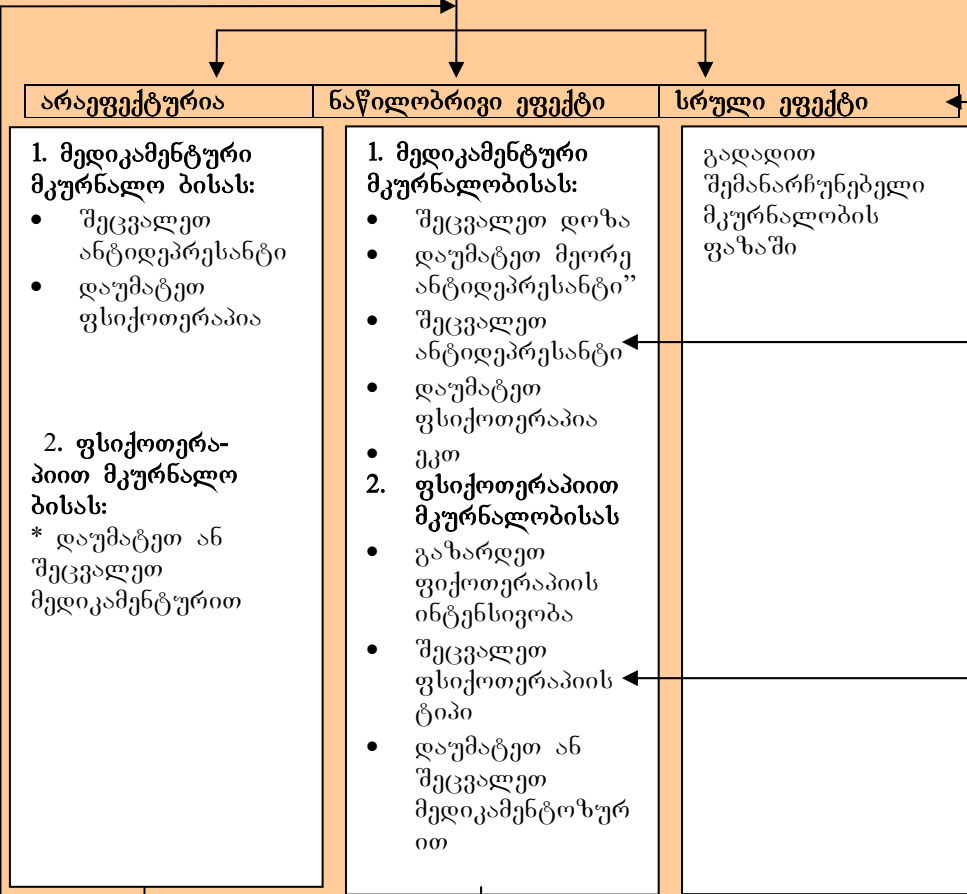 არაეფექტურია
ნაწილობრივი ეფექტი
სრული ეფექტი
1. მედიკამენტური
მკურნალო ბისას:
• შეცვალეთ
ანტიდეპრესანტი
• დაუმატეთ
ფსიქოთერაპია
2. ფსიქოთერა-
პიით მკურნალო
ბისას:
* დაუმატეთ ან
შეცვალეთ
მედიკამენტურით
1. მედიკამენტური
მკურნალობისას:
• შეცვალეთ დოზა
• დაუმატეთ მეორე
ანტიდეპრესანტი”
• შეცვალეთ
ანტიდეპრესანტი
• დაუმატეთ
ფსიქოთერაპია
• ეკთ
2. ფსიქოთერაპიით
მკურნალობისას
• გაზარდეთ
ფიქოთერაპიის
ინტენსივობა
• შეცვალეთ
ფსიქოთერაპიის
ტიპი
• დაუმატეთ ან
შეცვალეთ
მედიკამენტოზურ
ით
გადადით
შემანარჩუნებელი
მკურნალობის
ფაზაში